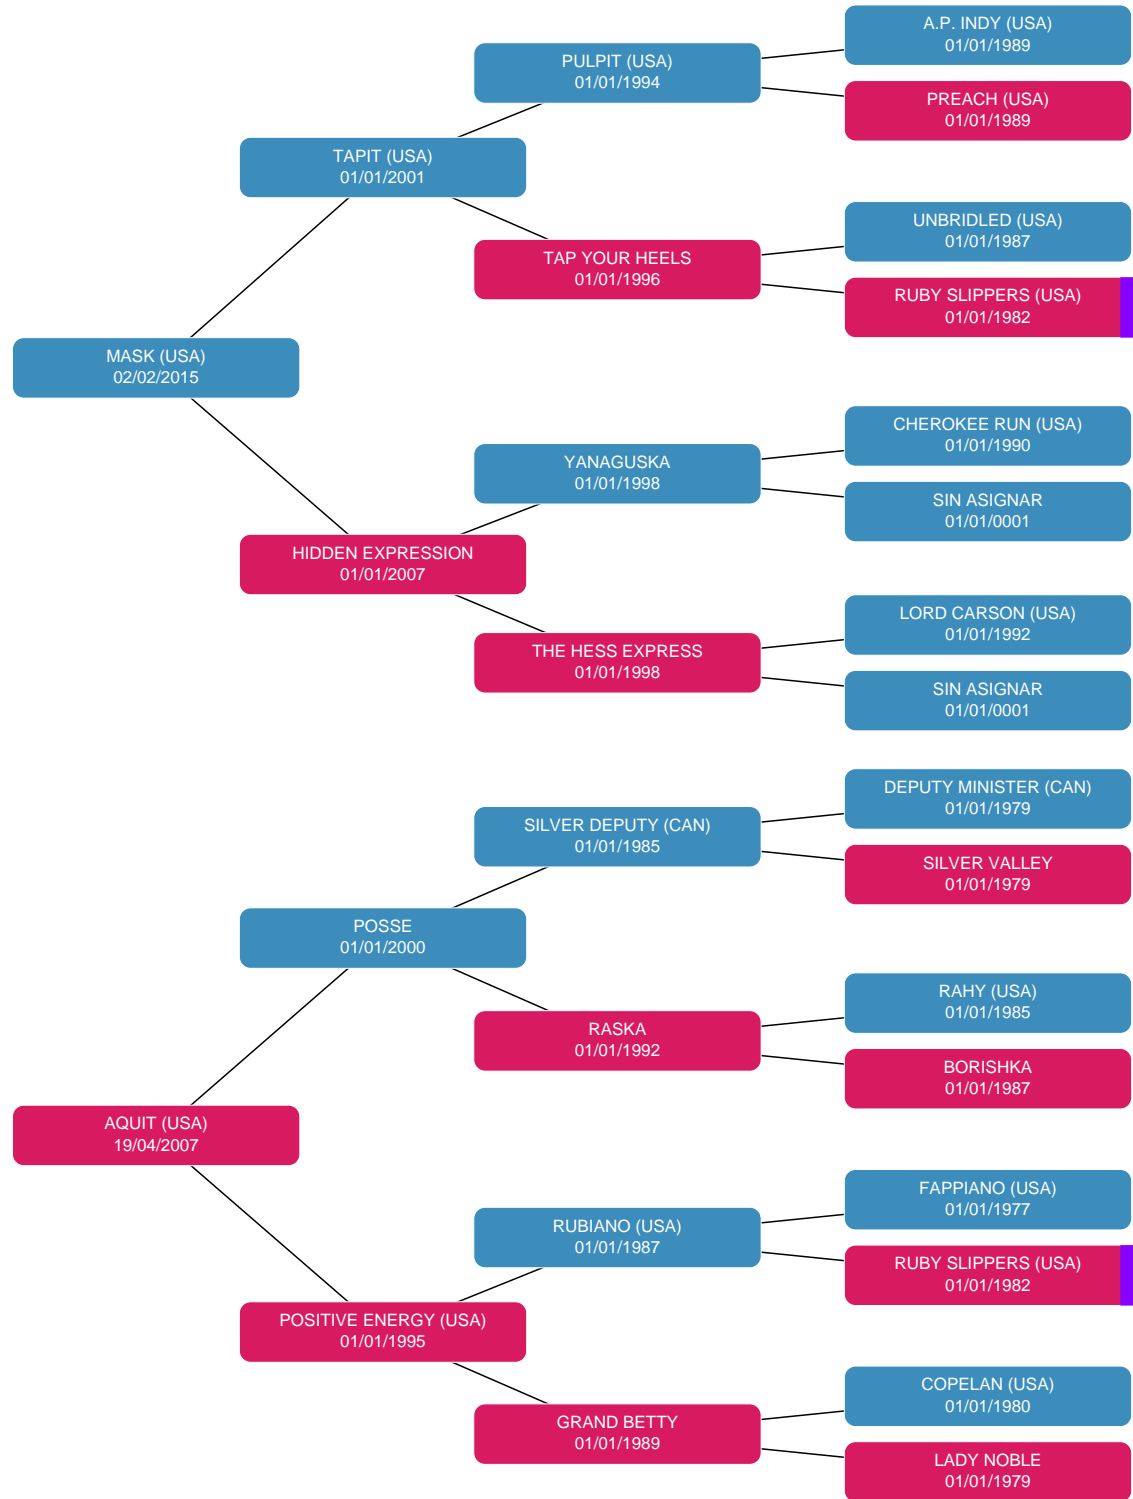 A.P. INDY (USA)
01/01/1989
PULPIT (USA)
01/01/1994
PREACH (USA)
01/01/1989
TAPIT (USA)
01/01/2001
UNBRIDLED (USA)
01/01/1987
TAP YOUR HEELS
01/01/1996
RUBY SLIPPERS (USA)
01/01/1982
MASK (USA)
02/02/2015
CHEROKEE RUN (USA)
01/01/1990
YANAGUSKA
01/01/1998
SIN ASIGNAR
01/01/0001
HIDDEN EXPRESSION
01/01/2007
LORD CARSON (USA)
01/01/1992
THE HESS EXPRESS
01/01/1998
SIN ASIGNAR
01/01/0001
DEPUTY MINISTER (CAN)
01/01/1979
SILVER DEPUTY (CAN)
01/01/1985
SILVER VALLEY
01/01/1979
POSSE
01/01/2000
RAHY (USA)
01/01/1985
RASKA
01/01/1992
BORISHKA
01/01/1987
AQUIT (USA)
19/04/2007
FAPPIANO (USA)
01/01/1977
RUBIANO (USA)
01/01/1987
RUBY SLIPPERS (USA)
01/01/1982
POSITIVE ENERGY (USA)
01/01/1995
COPELAN (USA)
01/01/1980
GRAND BETTY
01/01/1989
LADY NOBLE
01/01/1979